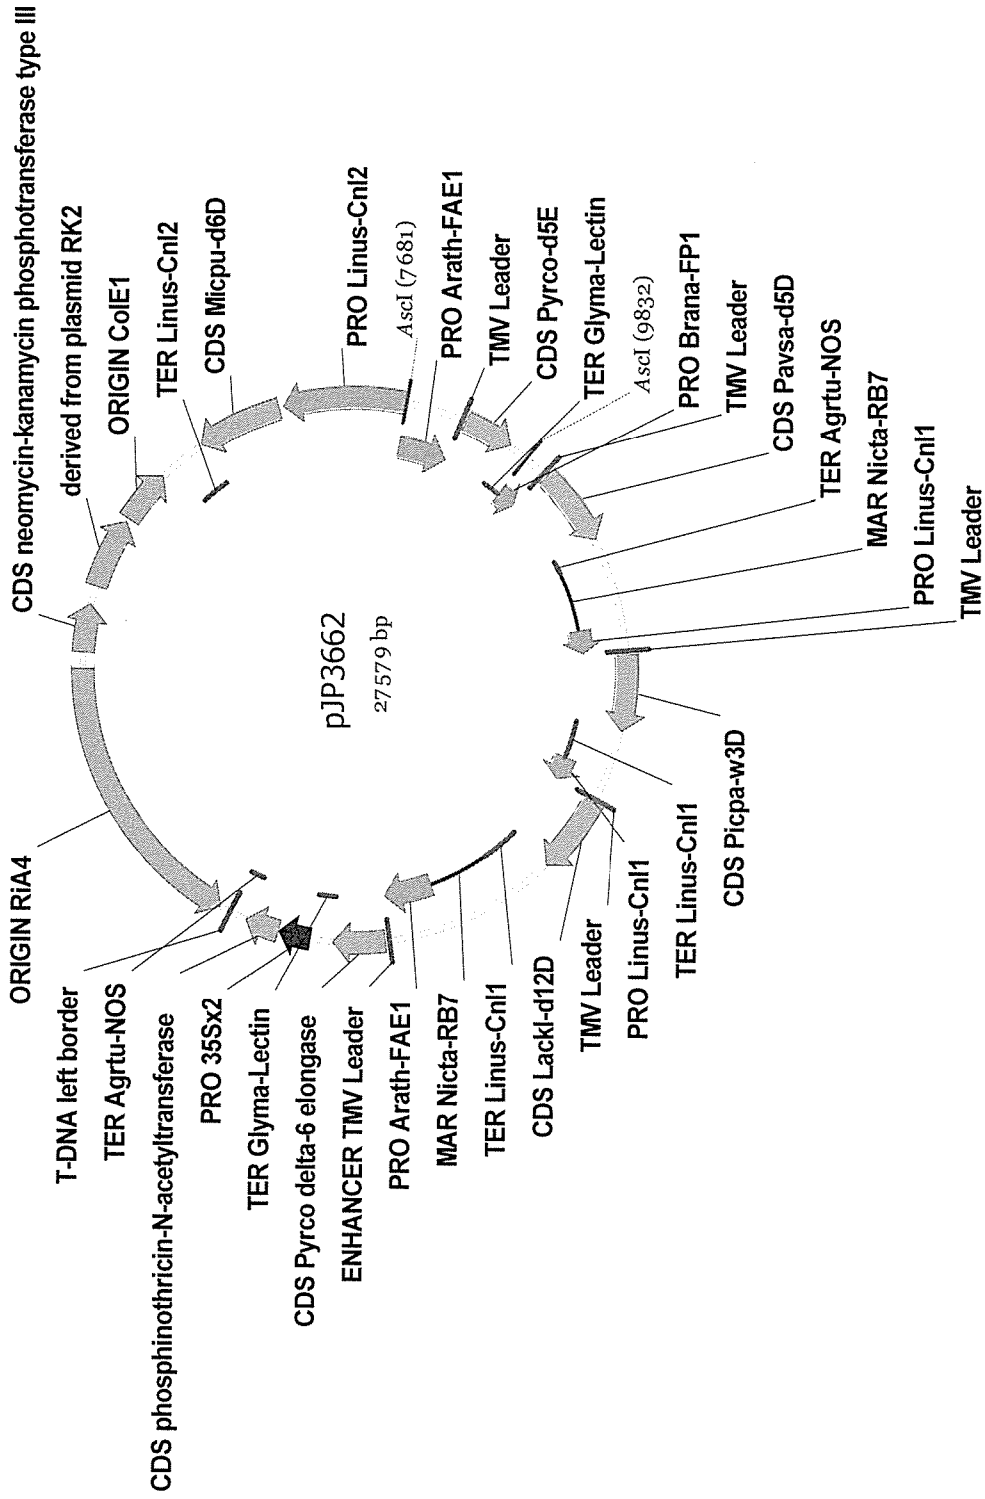 CDS neomycin-kanamycin phosphotransferase type III
derived from plasmid RK2
ORIGIN ColE1
TER Linus-Cnl2
CDS Micpu-d6D
PRO Linus-Cnl2
AscI (7681)
PRO Arath-FAE1
TMV Leader
CDS Pyrco-d5E
TER Glyma-Lectin
AscI (9832)
PRO Brana-FP1
TMV Leader
CDS Pavsa-d5D
TER Agrtu-NOS
MAR Nicta-RB7
PRO Linus-Cnl1
TMV Leader
CDS Picpa-w3D
TER Linus-Cnl1
PRO Linus-Cnl1
TMV Leader
CDS Lackl-d12D
TER Linus-Cnl1
MAR Nicta-RB7
PRO Arath-FAE1
ENHANCER TMV Leader
CDS Pyrco delta-6 elongase
TER Glyma-Lectin
PRO 35Sx2
CDS phosphinothricin-N-acetyltransferase
TER Agrtu-NOS
T-DNA left border
ORIGIN RiA4
pJP3662
27579 bp